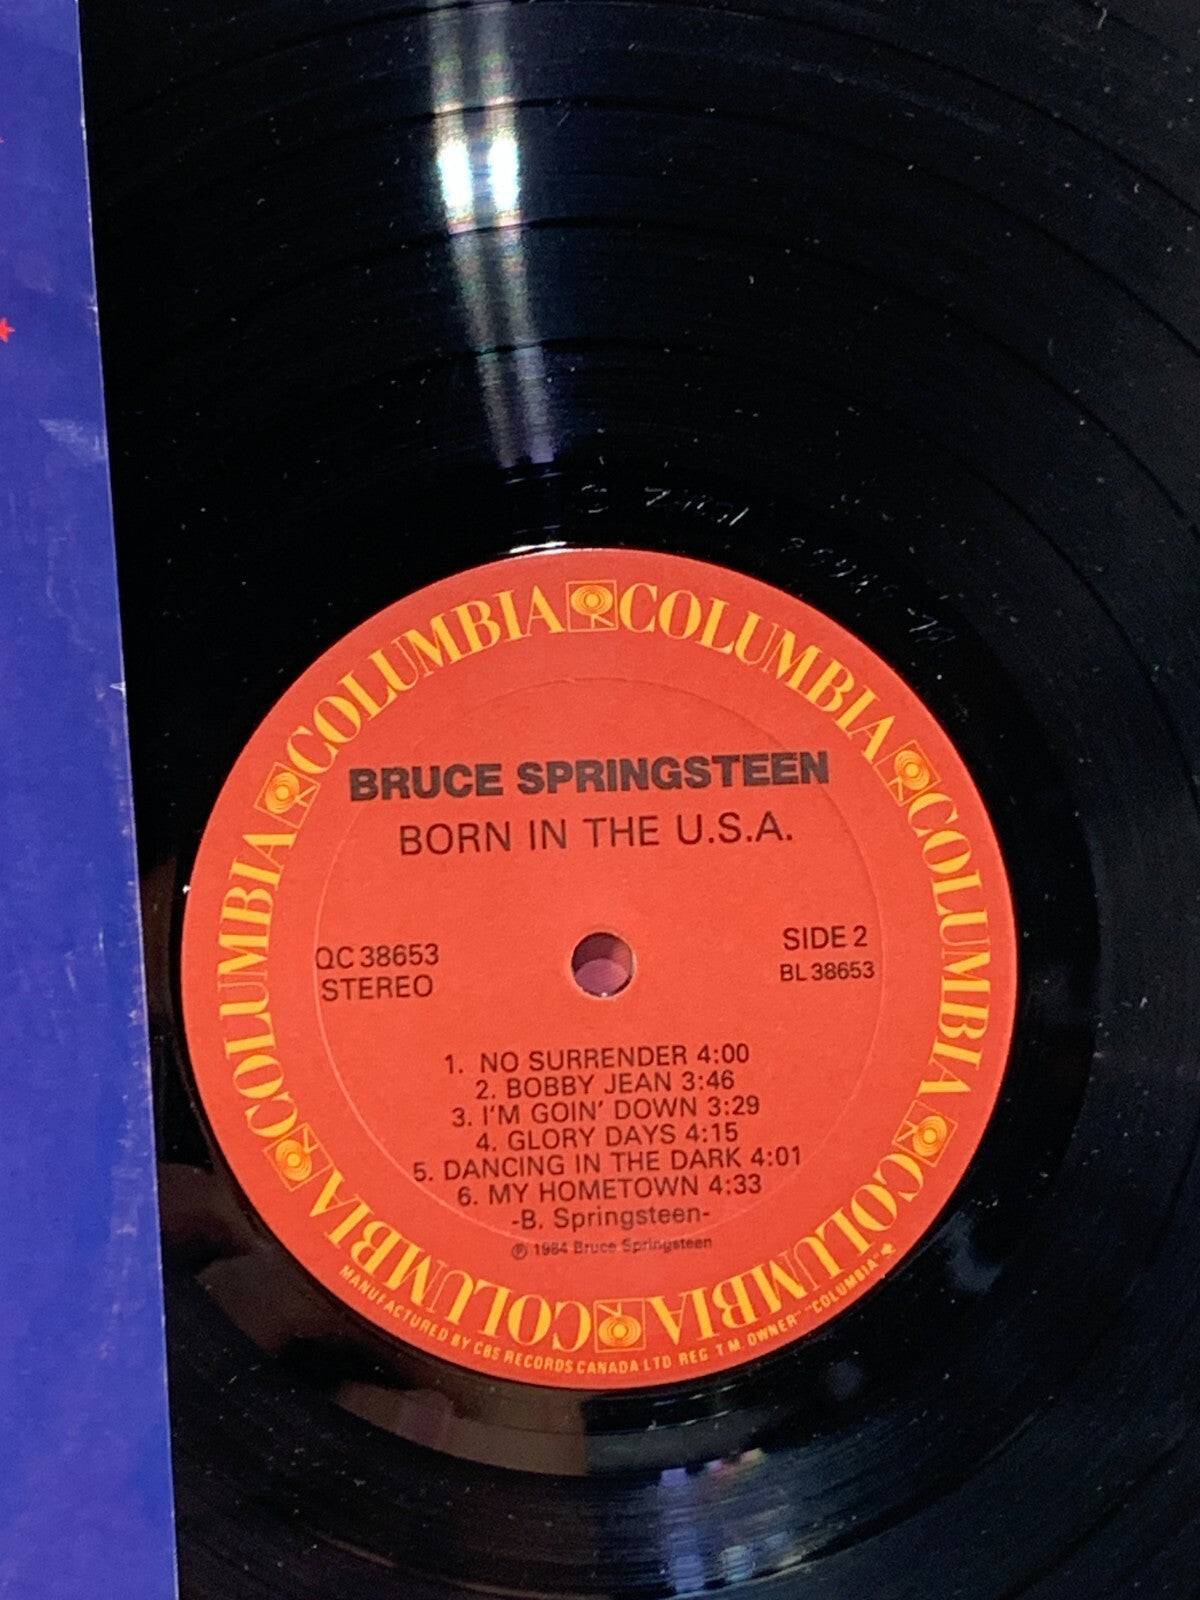 COLUMBIA COLUMBIA COLUMBIA COLUMBIA COLUMBIA COLUMBIA
BRUCE SPRINGSTEEN
BORN IN THE U.S.A.
QC 38653
STEREO
SIDE 2
BL 38653
1. NO SURRENDER 4:00
2. BOBBY JEAN 3:46
3. I'M GOIN' DOWN 3:29
4. GLORY DAYS 4:15
5. DANCING IN THE DARK 4:01
6. MY HOMETOWN 4:33
-B. Springsteen-
℗ 1984 Bruce Springsteen
MANUFACTURED BY CBS RECORDS CANADA LTD REG T.M. OWNER "COLUMBIA"